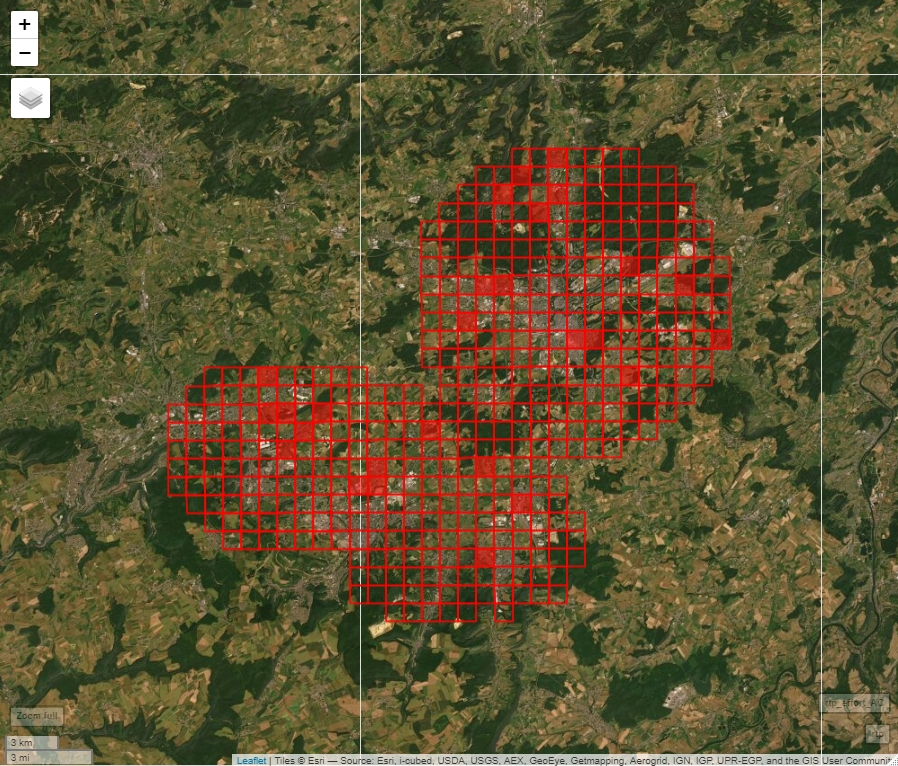 +
−
Zoom full
3 km
3 mi
Leaflet | Tiles © Esri — Source: Esri, i-cubed, USDA, USGS, AEX, GeoEye, Getmapping, Aerogrid, IGN, IGP, UPR-EGP, and the GIS User Communit